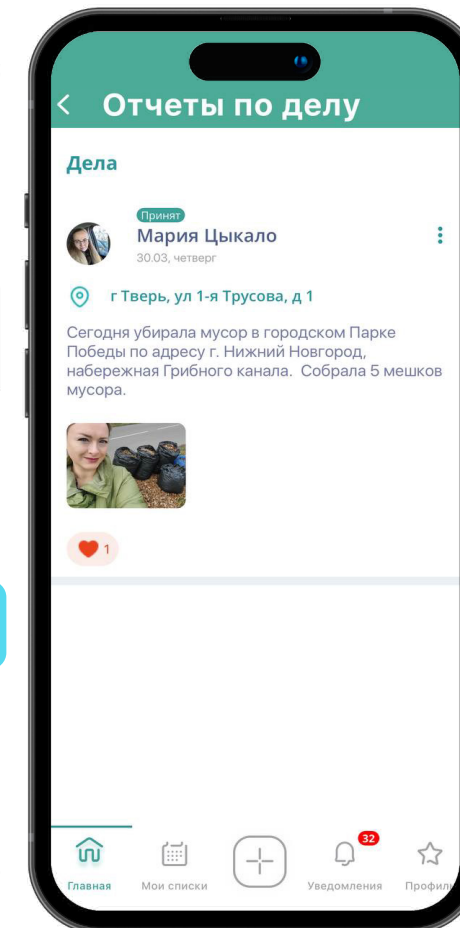 Отчеты по делу
Дела
Принят
Мария Цыкало
30.03, четверг
г Тверь, ул 1-я Трусова, д 1
Сегодня убирала мусор в городском Парке
Победы по адресу г. Нижний Новгород,
набережная Грибного канала. Собрала 5 мешков
мусора.
1
32
Главная
Мои списки
Уведомления
Профиль